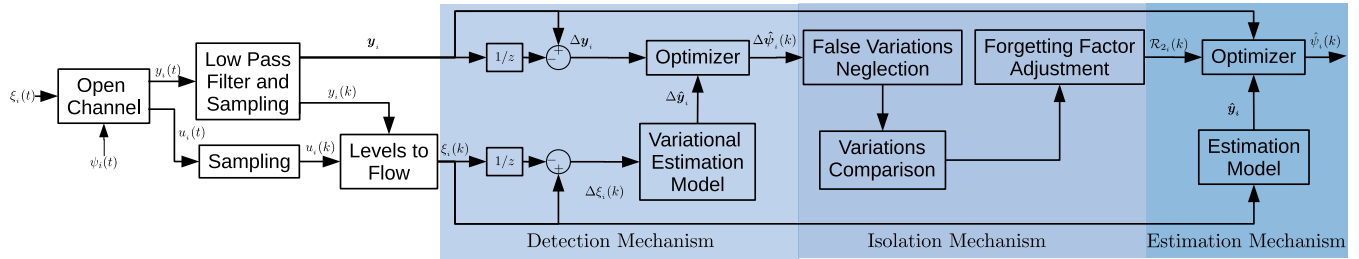 ξᵢ(t)
Open
Channel
ψᵢ(t)
yᵢ(t)
uᵢ(t)
Low Pass
Filter and
Sampling
Sampling
𝒚ᵢ
yᵢ(k)
uᵢ(k)
Levels to
Flow
ξᵢ(k)
1/z
−
+
Δ𝒚ᵢ
1/z
−
+
Δξᵢ(k)
Optimizer
Δ𝒚̂ᵢ
Variational
Estimation
Model
Δ𝝍̂ᵢ(k)
Detection Mechanism
False Variations
Neglection
Variations
Comparison
Forgetting Factor
Adjustment
Isolation Mechanism
ℛ₂ᵢ(k)
Optimizer
ψ̂ᵢ(k)
𝒚̂ᵢ
Estimation
Model
Estimation Mechanism